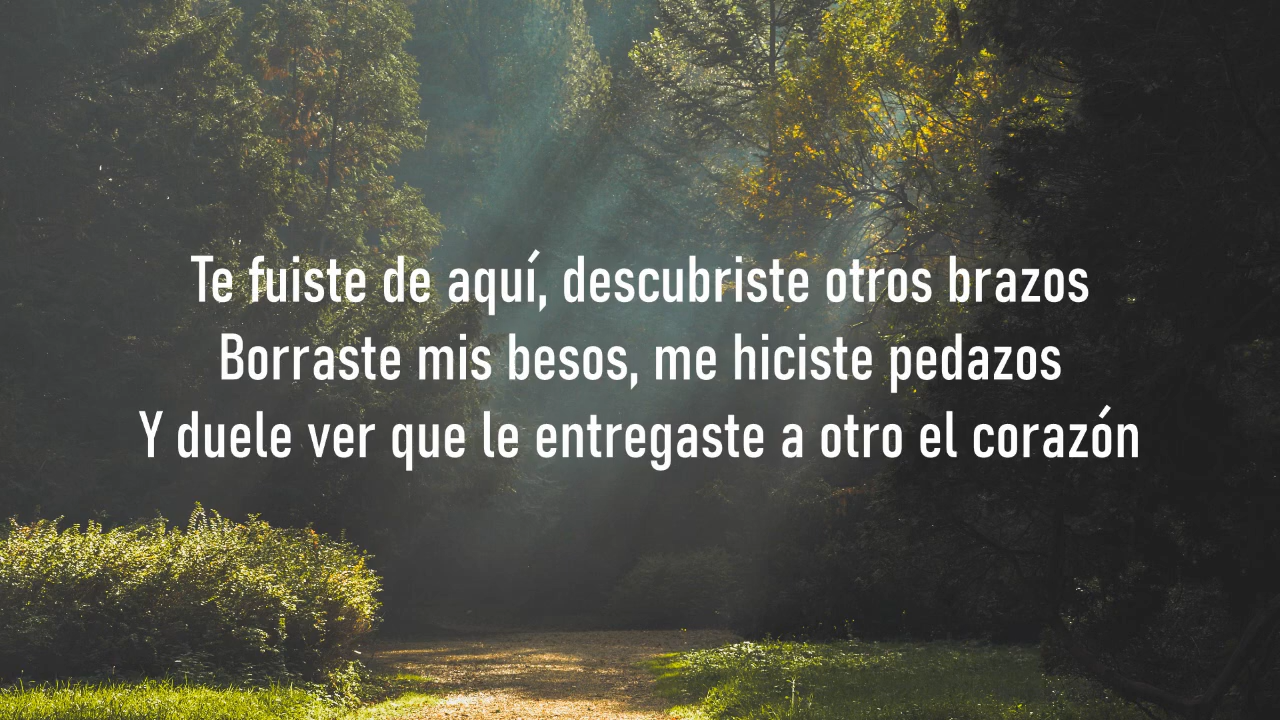 Te fuiste de aquí, descubriste otros brazos
Borraste mis besos, me hiciste pedazos
Y duele ver que le entregaste a otro el corazón